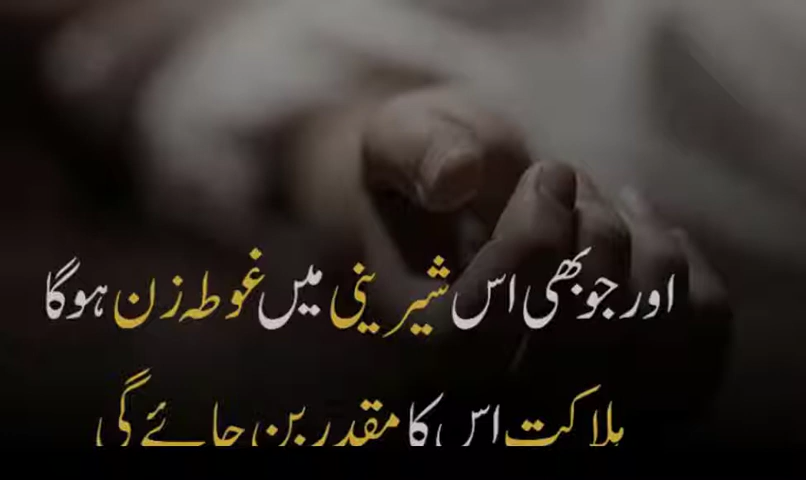 اور جو بھی اس شیرینی میں غوطہ زن ہوگا
ہلاکت اس کا مقدر بن جائے گی